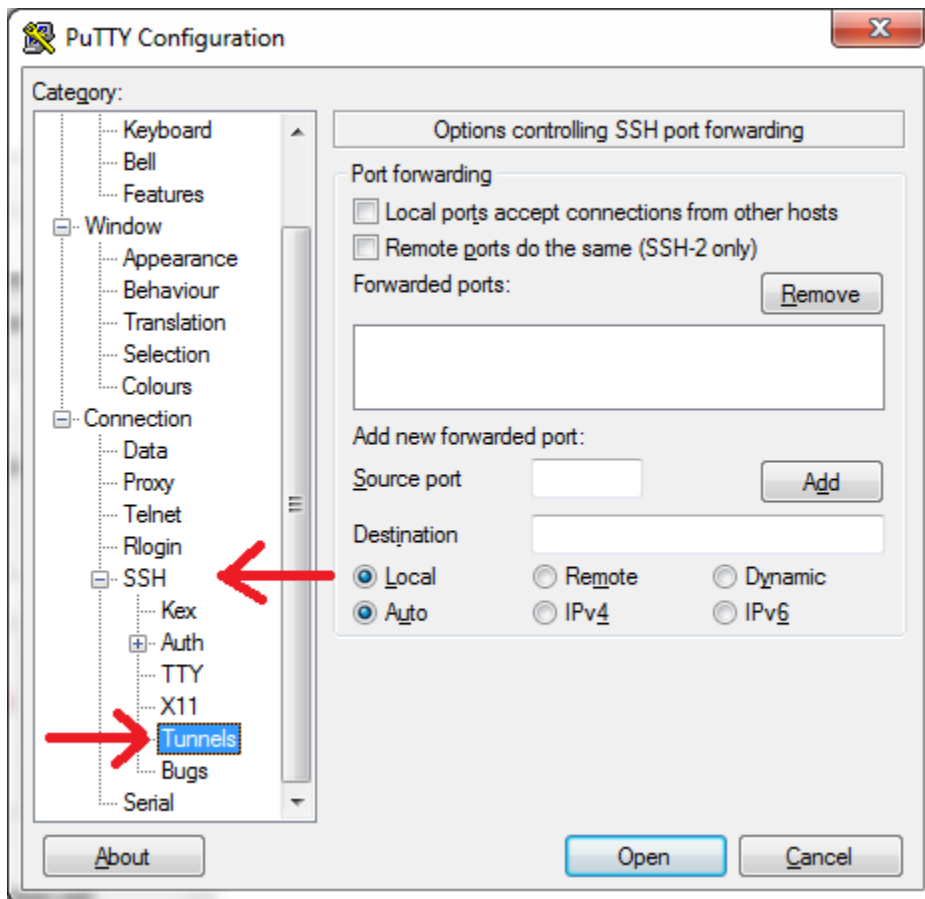 PuTTY Configuration
Category:
Keyboard
Bell
Features
Window
Appearance
Behaviour
Translation
Selection
Colours
Connection
Data
Proxy
Telnet
Rlogin
SSH
Kex
Auth
TTY
X11
Tunnels
Bugs
Serial
Options controlling SSH port forwarding
Port forwarding
Local ports accept connections from other hosts
Remote ports do the same (SSH-2 only)
Forwarded ports:
Remove
Add new forwarded port:
Source port
Add
Destination
Local Remote Dynamic
Auto IPv4 IPv6
About Open Cancel